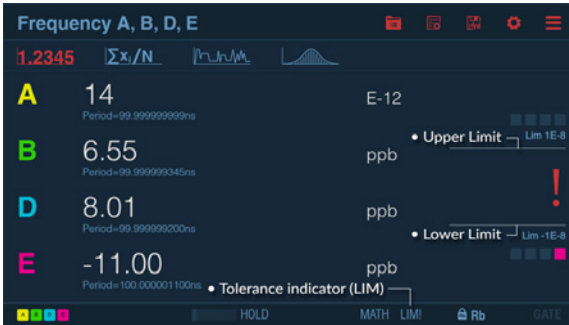 Frequency A, B, D, E
1.2345 ∑xᵢ/N
A 14 E-12
Period=99.999999999ns
• Upper Limit Lim 1E-8
B 6.55 ppb
Period=99.999999345ns
!
D 8.01 ppb
Period=99.999999200ns
• Lower Limit Lim -1E-8
E -11.00 ppb
Period=100.000001100ns • Tolerance indicator (LIM)
A B D E HOLD MATH LIM! Rb GATE